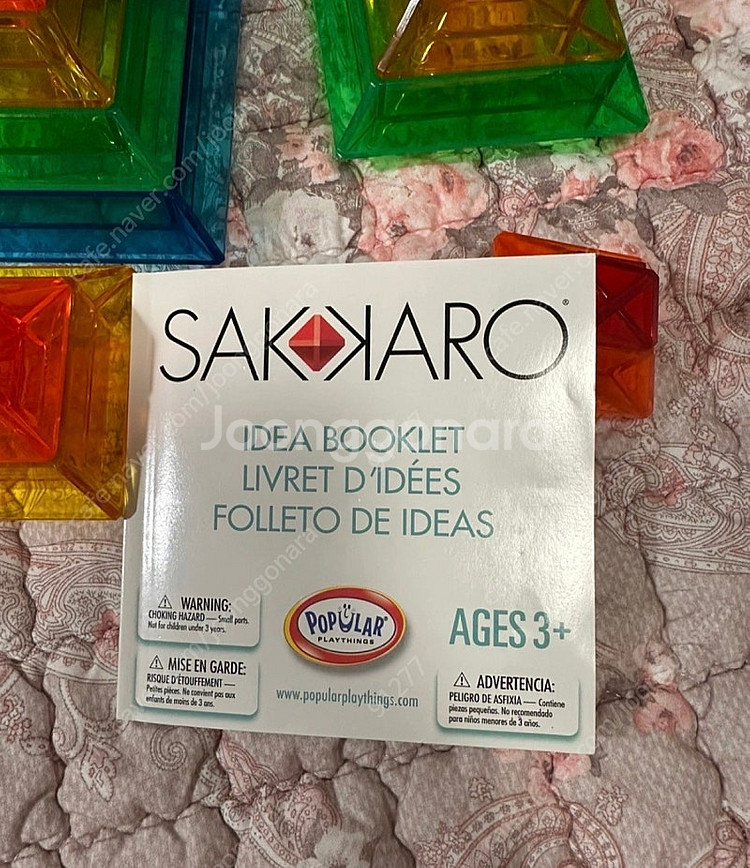 SAKKARO®
IDEA BOOKLET
LIVRET D'IDÉES
FOLLETO DE IDEAS
Joonggonara
⚠ WARNING:
CHOKING HAZARD — Small parts.
Not for children under 3 years.
⚠ MISE EN GARDE:
RISQUE D'ÉTOUFFEMENT —
Petites pièces. Ne convient pas aux
enfants de moins de 3 ans.
POPULAR®
PLAYTHINGS
www.popularplaythings.com
AGES 3+
⚠ ADVERTENCIA:
PELIGRO DE ASFIXIA — Contiene
piezas pequeñas. No recomendado
para niños menores de 3 años.